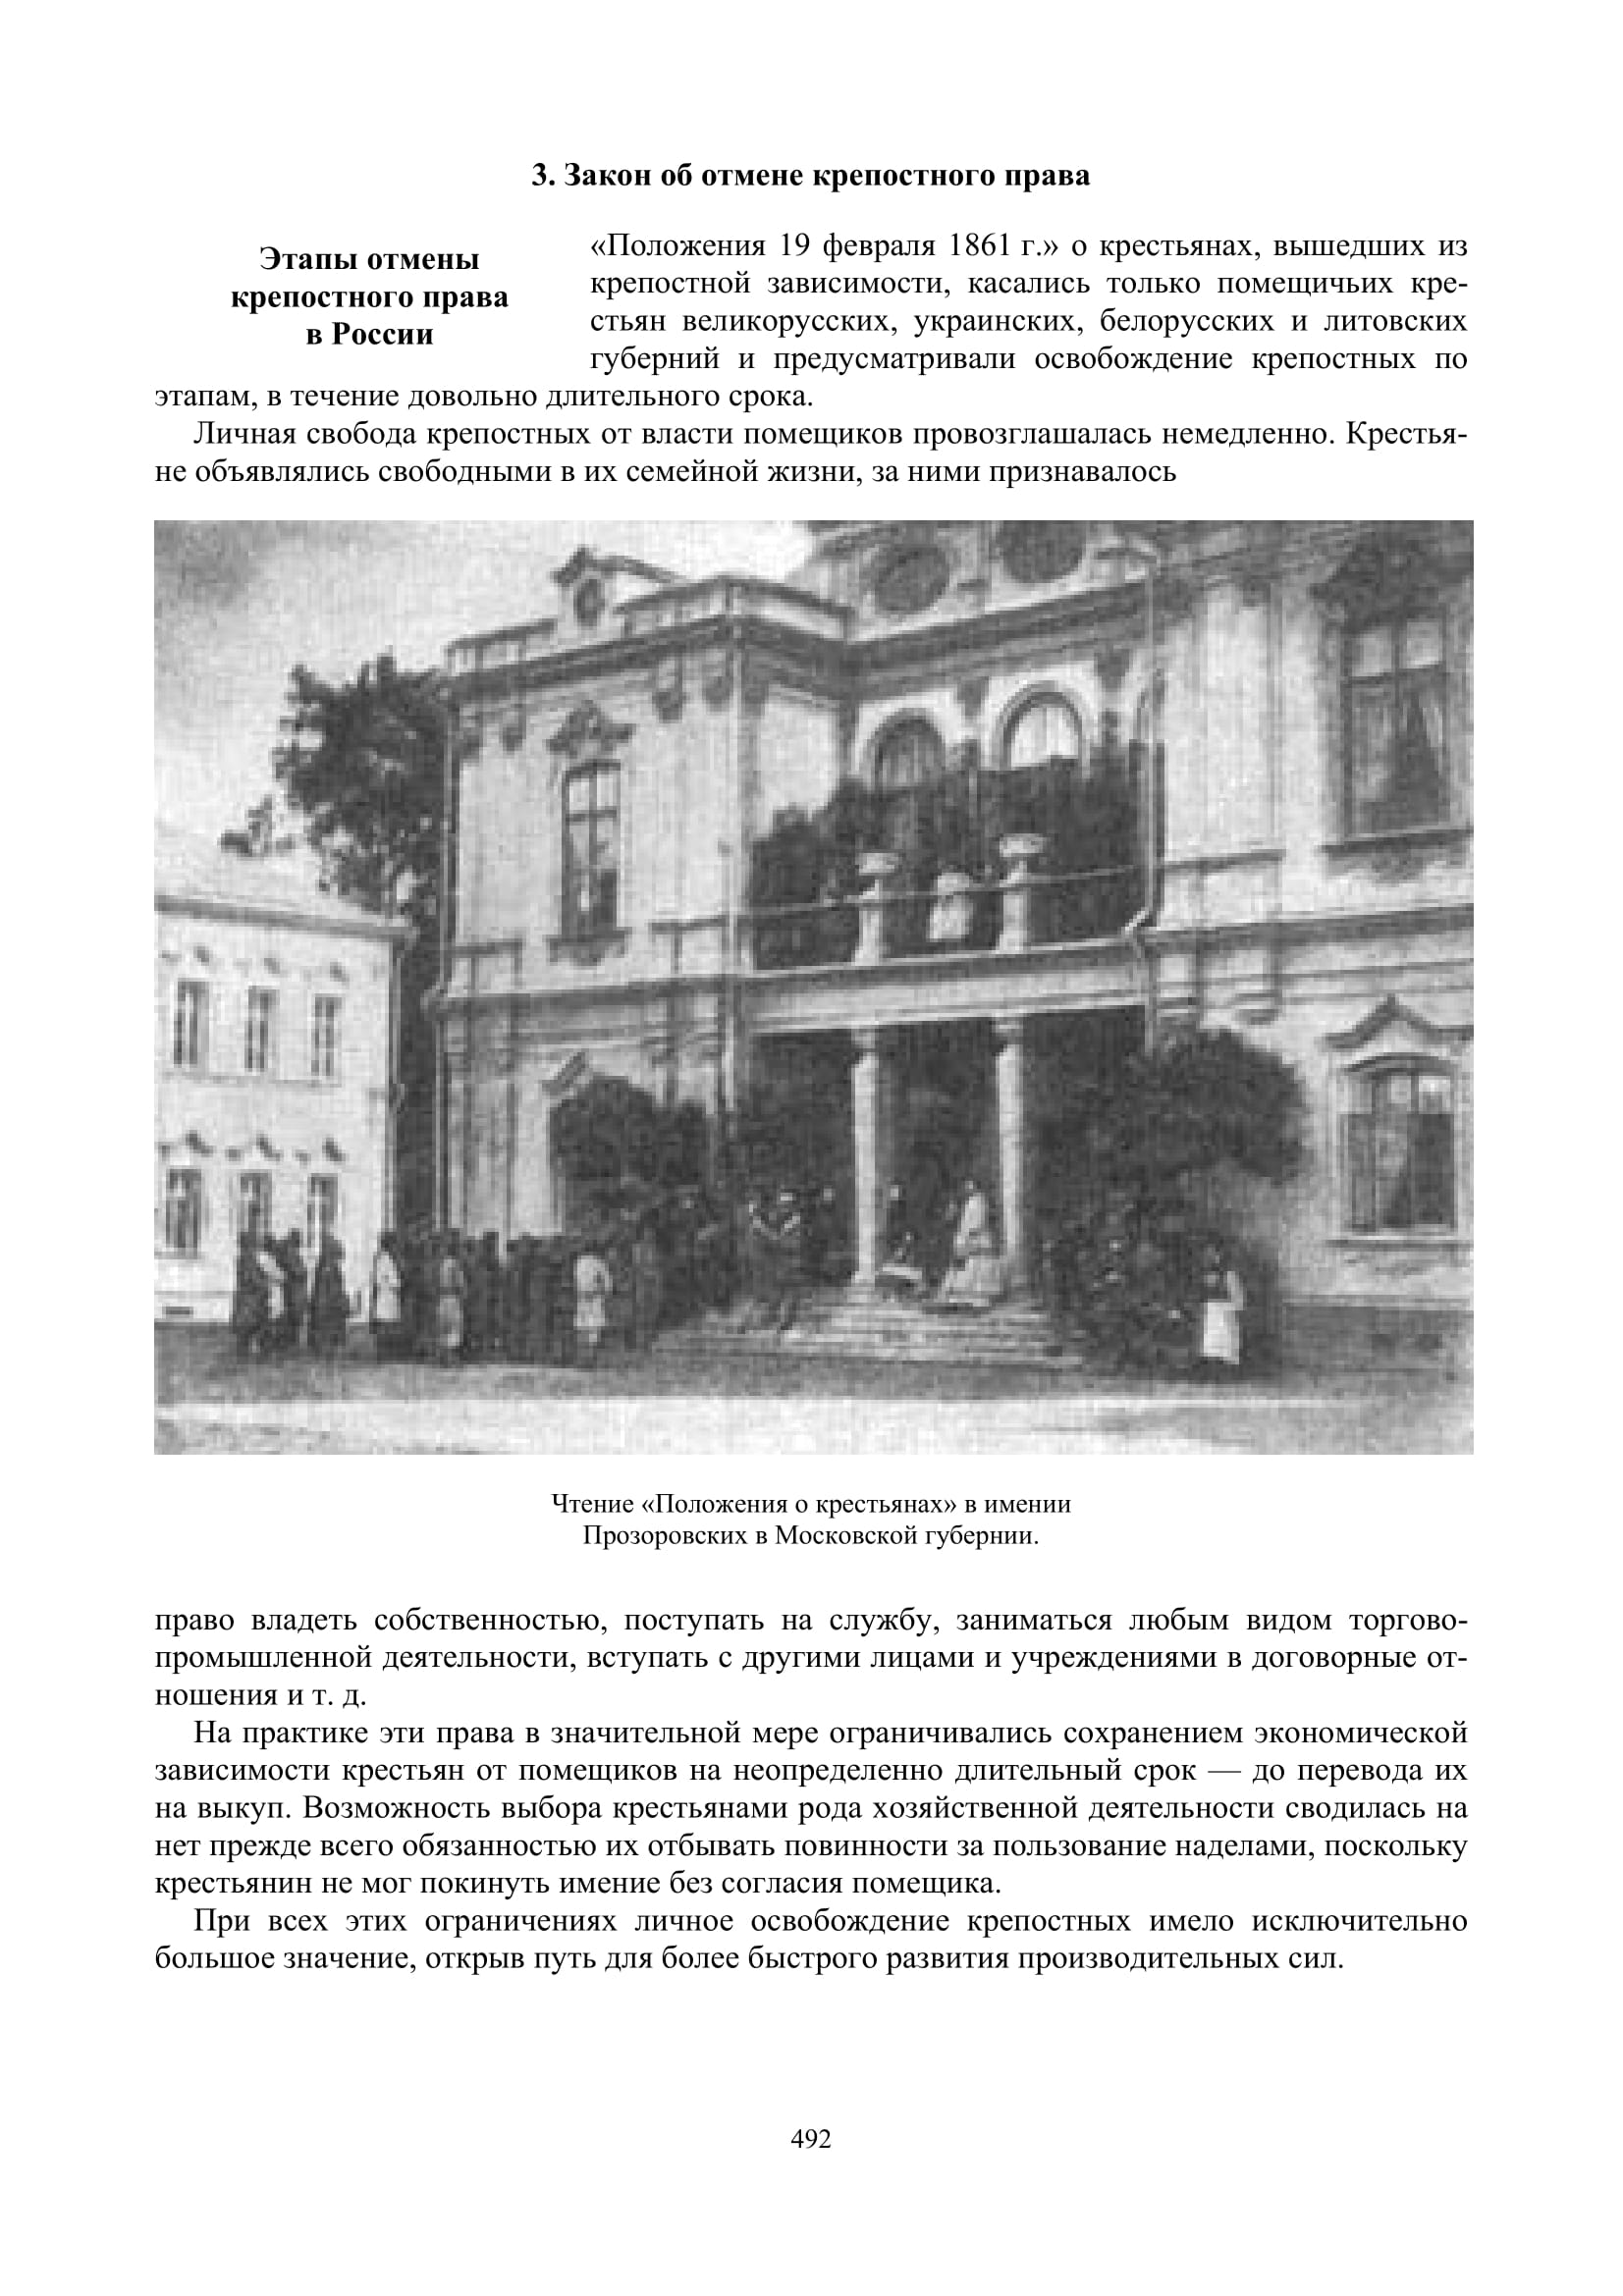 3. Закон об отмене крепостного права
Этапы отмены
крепостного права
в России
«Положения 19 февраля 1861 г.» о крестьянах, вышедших из
крепостной зависимости, касались только помещичьих кре-
стьян великорусских, украинских, белорусских и литовских
губерний и предусматривали освобождение крепостных по
этапам, в течение довольно длительного срока.
Личная свобода крепостных от власти помещиков провозглашалась немедленно. Крестья-
не объявлялись свободными в их семейной жизни, за ними признавалось
Чтение «Положения о крестьянах» в имении
Прозоровских в Московской губернии.
право владеть собственностью, поступать на службу, заниматься любым видом торгово-
промышленной деятельности, вступать с другими лицами и учреждениями в договорные от-
ношения и т. д.
На практике эти права в значительной мере ограничивались сохранением экономической
зависимости крестьян от помещиков на неопределенно длительный срок — до перевода их
на выкуп. Возможность выбора крестьянами рода хозяйственной деятельности сводилась на
нет прежде всего обязанностью их отбывать повинности за пользование наделами, поскольку
крестьянин не мог покинуть имение без согласия помещика.
При всех этих ограничениях личное освобождение крепостных имело исключительно
большое значение, открыв путь для более быстрого развития производительных сил.
492